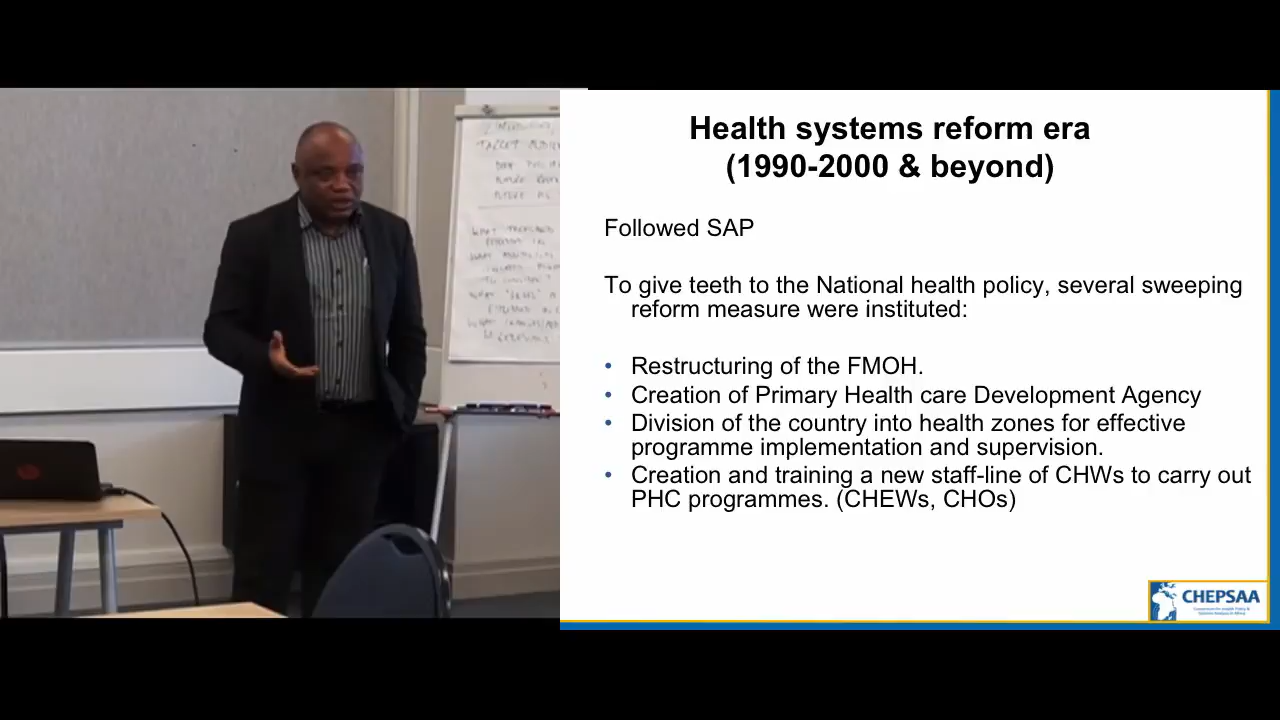 TARGET
WHAT
Health systems reform era
(1990-2000 & beyond)
Followed SAP
To give teeth to the National health policy, several sweeping
reform measure were instituted:
• Restructuring of the FMOH.
• Creation of Primary Health care Development Agency
• Division of the country into health zones for effective
programme implementation and supervision.
• Creation and training a new staff-line of CHWs to carry out
PHC programmes. (CHEWs, CHOs)
CHEPSAA